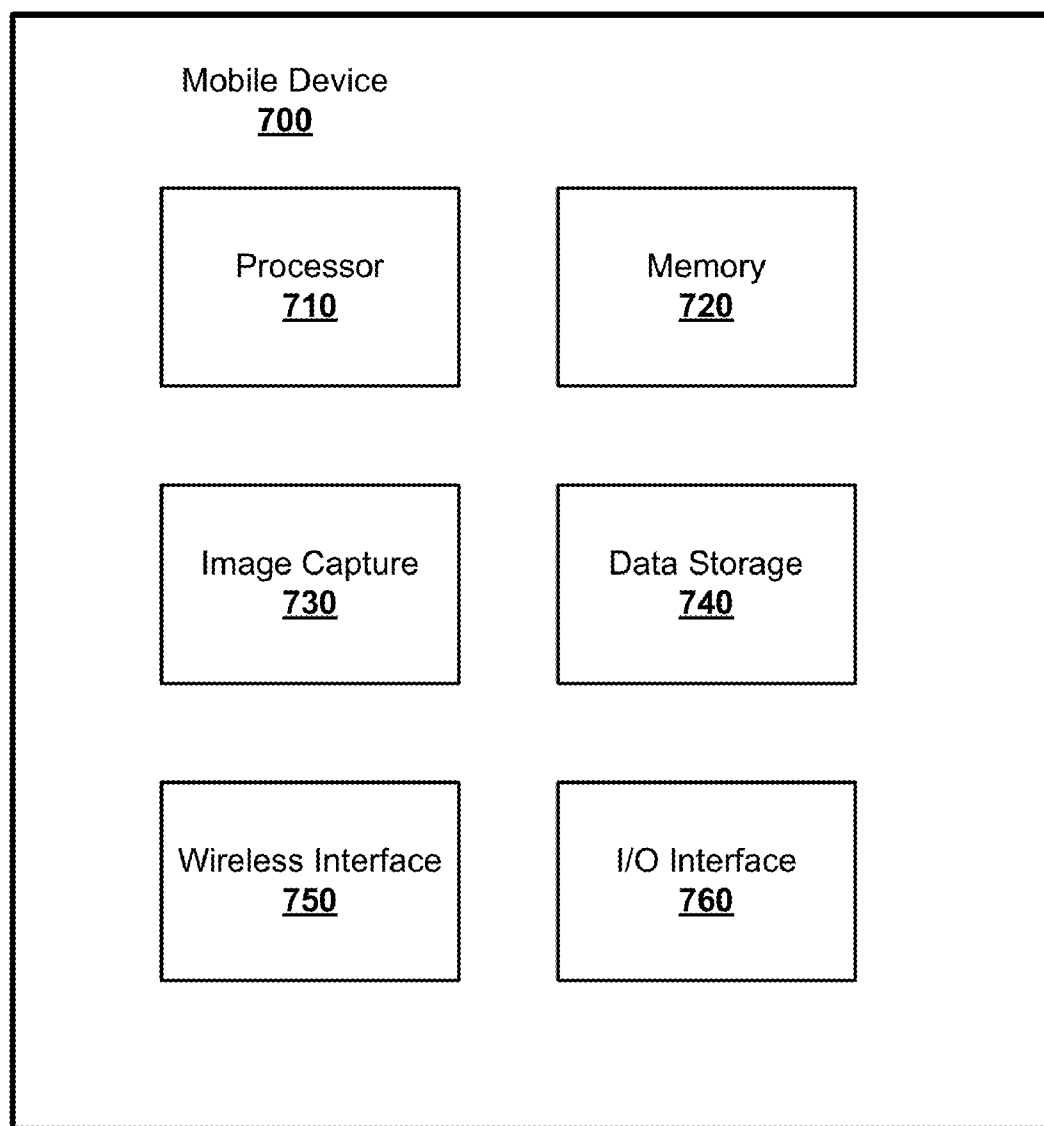 Mobile Device
700
Processor
710
Memory
720
Image Capture
730
Data Storage
740
Wireless Interface
750
I/O Interface
760